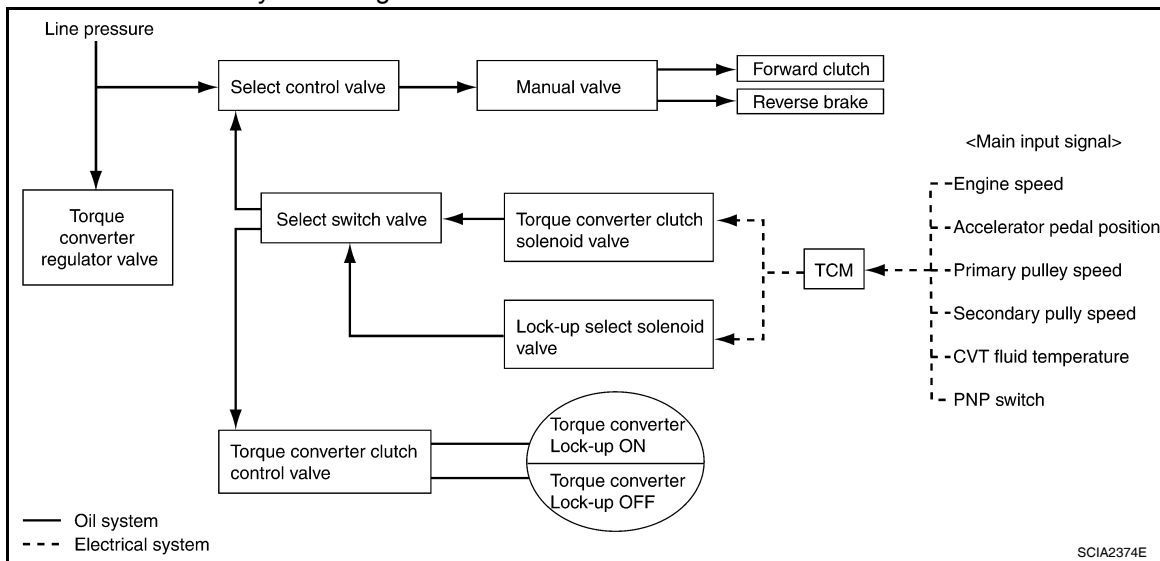 Line pressure
Select control valve
Manual valve
Forward clutch
Reverse brake
<Main input signal>
Torque
converter
regulator valve
Select switch valve
Torque converter clutch
solenoid valve
Lock-up select solenoid
valve
TCM
Engine speed
Accelerator pedal position
Primary pulley speed
Secondary pully speed
CVT fluid temperature
PNP switch
Torque converter clutch
control valve
Torque converter
Lock-up ON
Torque converter
Lock-up OFF
Oil system
Electrical system
SCIA2374E